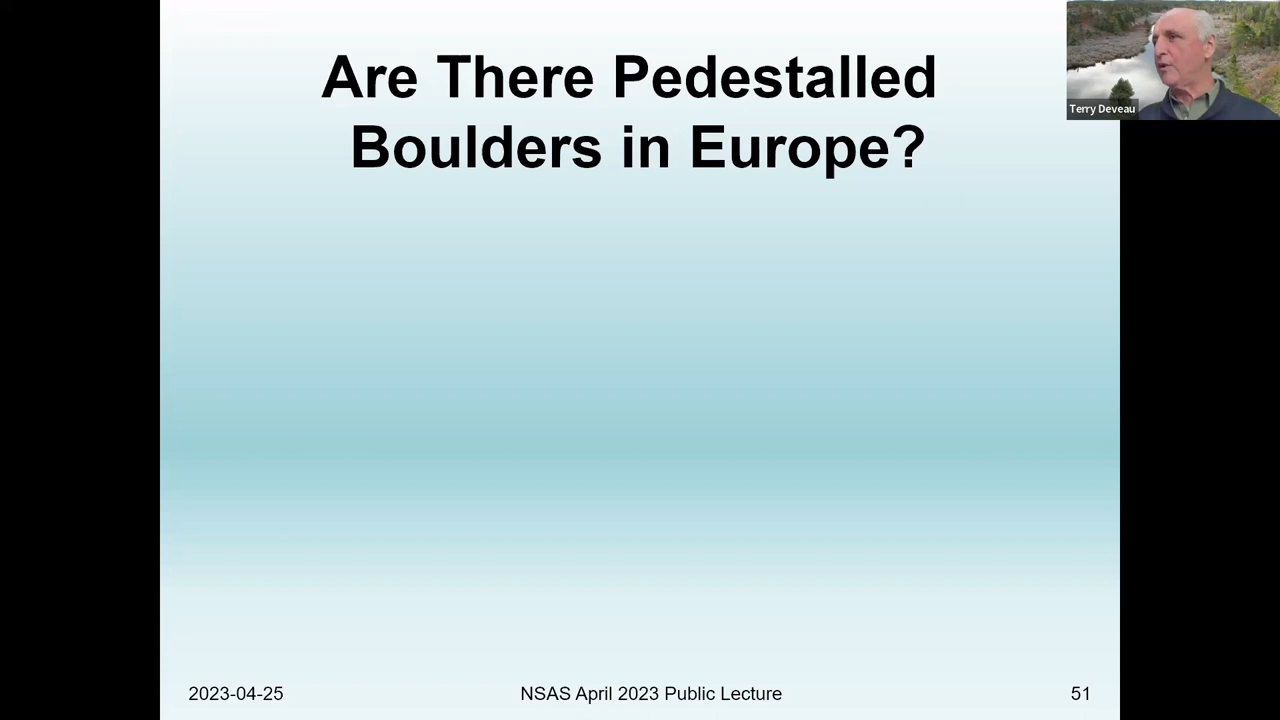 Are There Pedestalled
Boulders in Europe?
Terry Deveau
2023-04-25
NSAS April 2023 Public Lecture
51